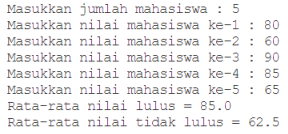 Masukkan jumlah mahasiswa : 5
Masukkan nilai mahasiswa ke-1 : 80
Masukkan nilai mahasiswa ke-2 : 60
Masukkan nilai mahasiswa ke-3 : 90
Masukkan nilai mahasiswa ke-4 : 85
Masukkan nilai mahasiswa ke-5 : 65
Rata-rata nilai lulus = 85.0
Rata-rata nilai tidak lulus = 62.5